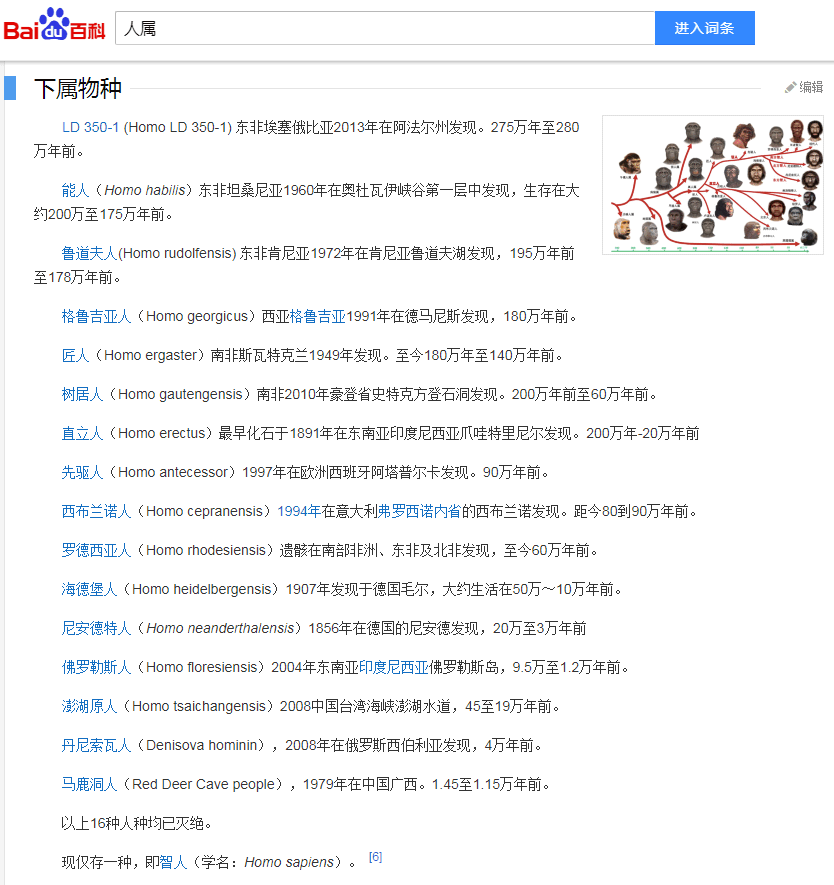 Bai du 百科
人属
进入词条
下属物种
编辑
LD 350-1 (Homo LD 350-1) 东非埃塞俄比亚2013年在阿法尔州发现。275万年至280
万年前。
能人（Homo habilis）东非坦桑尼亚1960年在奥杜瓦伊峡谷第一层中发现，生存在大
约200万至175万年前。
鲁道夫人(Homo rudolfensis) 东非肯尼亚1972年在肯尼亚鲁道夫湖发现，195万年前
至178万年前。
格鲁吉亚人（Homo georgicus）西亚格鲁吉亚1991年在德马尼斯发现，180万年前。
匠人（Homo ergaster）南非斯瓦特克兰1949年发现。至今180万年至140万年前。
树居人（Homo gautengensis）南非2010年豪登省史特克方登石洞发现。200万年前至60万年前。
直立人（Homo erectus）最早化石于1891年在东南亚印度尼西亚爪哇特里尼尔发现。200万年-20万年前
先驱人（Homo antecessor）1997年在欧洲西班牙阿塔普尔卡发现。90万年前。
西布兰诺人（Homo cepranensis）1994年在意大利弗罗西诺内省的西布兰诺发现。距今80到90万年前。
罗德西亚人（Homo rhodesiensis）遗骸在南部非洲、东非及北非发现，至今60万年前。
海德堡人（Homo heidelbergensis）1907年发现于德国毛尔，大约生活在50万～10万年前。
尼安德特人（Homo neanderthalensis）1856年在德国的尼安德发现，20万至3万年前
佛罗勒斯人（Homo floresiensis）2004年东南亚印度尼西亚佛罗勒斯岛，9.5万至1.2万年前。
澎湖原人（Homo tsaichangensis）2008中国台湾海峡澎湖水道，45至19万年前。
丹尼索瓦人（Denisova hominin），2008年在俄罗斯西伯利亚发现，4万年前。
马鹿洞人（Red Deer Cave people），1979年在中国广西。1.45至1.15万年前。
以上16种人种均已灭绝。
现仅存一种，即智人（学名：Homo sapiens）。 [6]